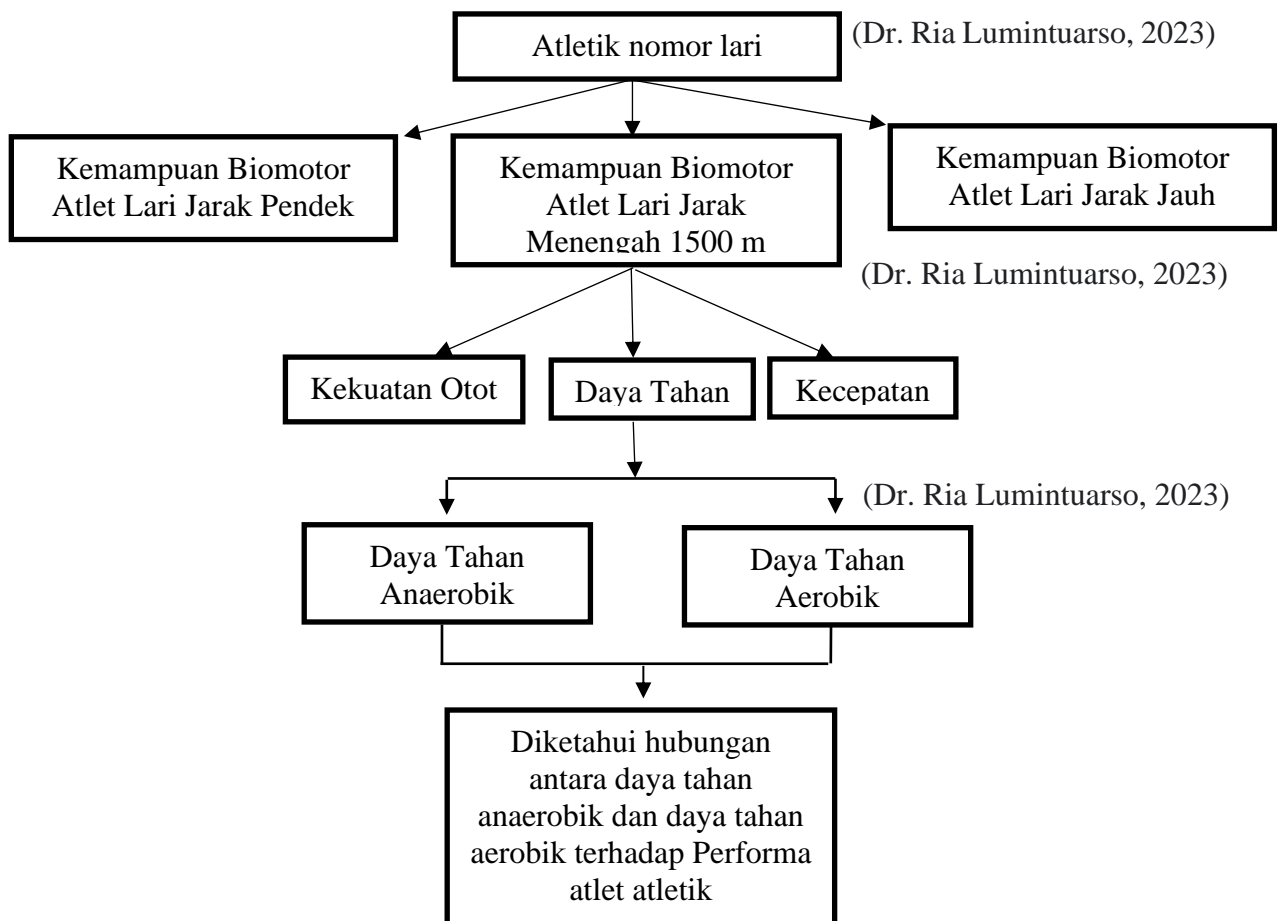 Atletik nomor lari
(Dr. Ria Lumintuarso, 2023)
Kemampuan Biomotor
Atlet Lari Jarak Pendek
Kemampuan Biomotor
Atlet Lari Jarak
Menengah 1500 m
Kemampuan Biomotor
Atlet Lari Jarak Jauh
(Dr. Ria Lumintuarso, 2023)
Kekuatan Otot
Daya Tahan
Kecepatan
(Dr. Ria Lumintuarso, 2023)
Daya Tahan
Anaerobik
Daya Tahan
Aerobik
Diketahui hubungan
antara daya tahan
anaerobik dan daya tahan
aerobik terhadap Performa
atlet atletik